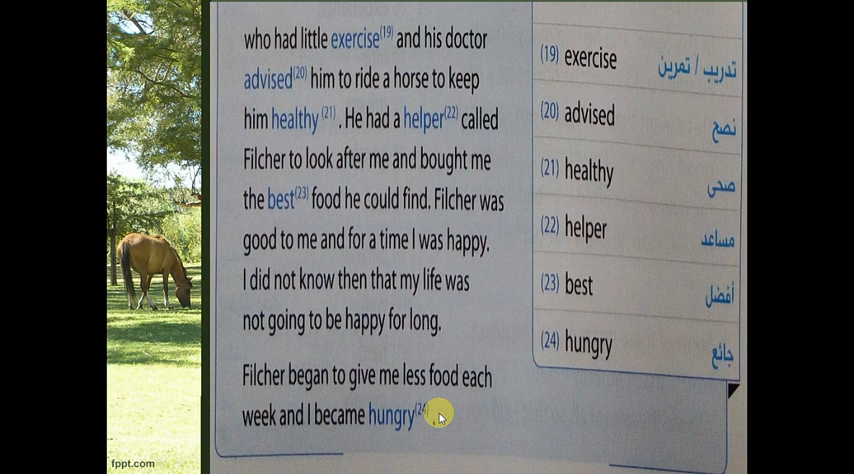 who had little exercise(19) and his doctor
advised(20) him to ride a horse to keep
him healthy (21). He had a helper(22) called
Filcher to look after me and bought me
the best(23) food he could find. Filcher was
good to me and for a time I was happy.
I did not know then that my life was
not going to be happy for long.
Filcher began to give me less food each
week and I became hungry(24).
(19) exercise تدريب / تمرين
(20) advised نصح
(21) healthy صحى
(22) helper مساعد
(23) best أفضل
(24) hungry جائع
fppt.com